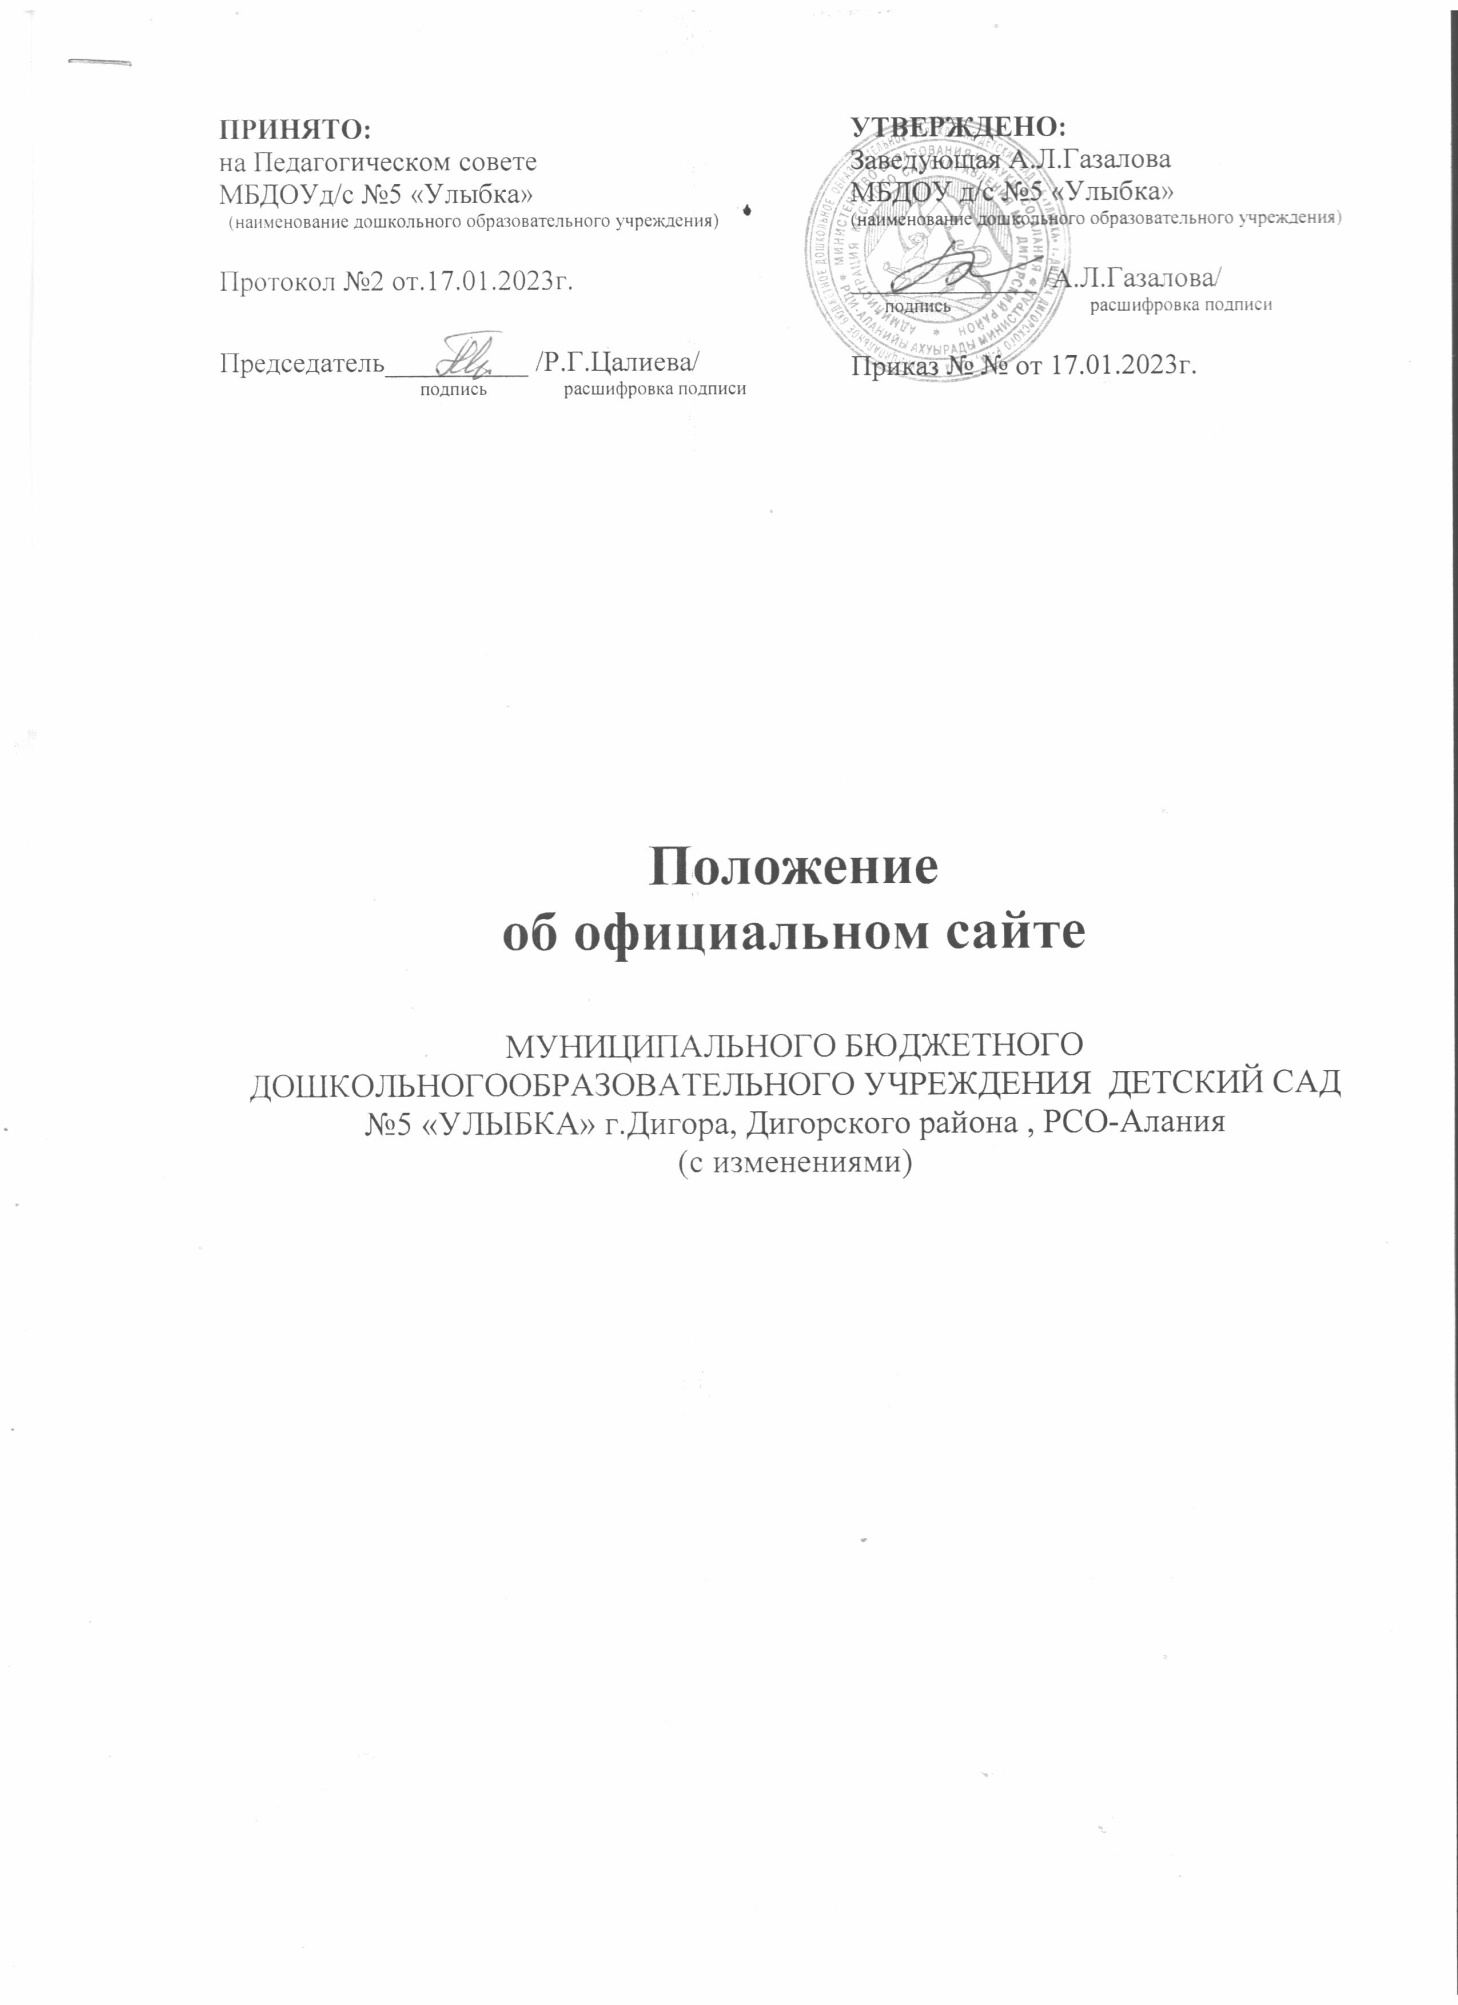 ПРИНЯТО:
на Педагогическом совете
МБДОУд/с №5 «Улыбка»
(наименование дошкольного образовательного учреждения)
Протокол №2 от.17.01.2023г.
Председатель__________ /Р.Г.Цалиева/
подпись расшифровка подписи
УТВЕРЖДЕНО:
Заведующая А.Л.Газалова
МБДОУ д/с №5 «Улыбка»
(наименование дошкольного образовательного учреждения)
/А.Л.Газалова/
подпись расшифровка подписи
Приказ № № от 17.01.2023г.
Положение
об официальном сайте
МУНИЦИПАЛЬНОГО БЮДЖЕТНОГО
ДОШКОЛЬНОГООБРАЗОВАТЕЛЬНОГО УЧРЕЖДЕНИЯ ДЕТСКИЙ САД
№5 «УЛЫБКА» г.Дигора, Дигорского района , РСО-Алания
(с изменениями)